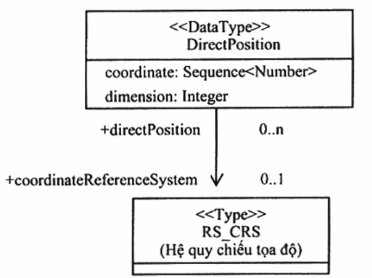 <<DataType>>
DirectPosition
coordinate: Sequence<Number>
dimension: Integer
+directPosition 0..n
+coordinateReferenceSystem 0..1
<<Type>>
RS_CRS
(Hệ quy chiếu tọa độ)